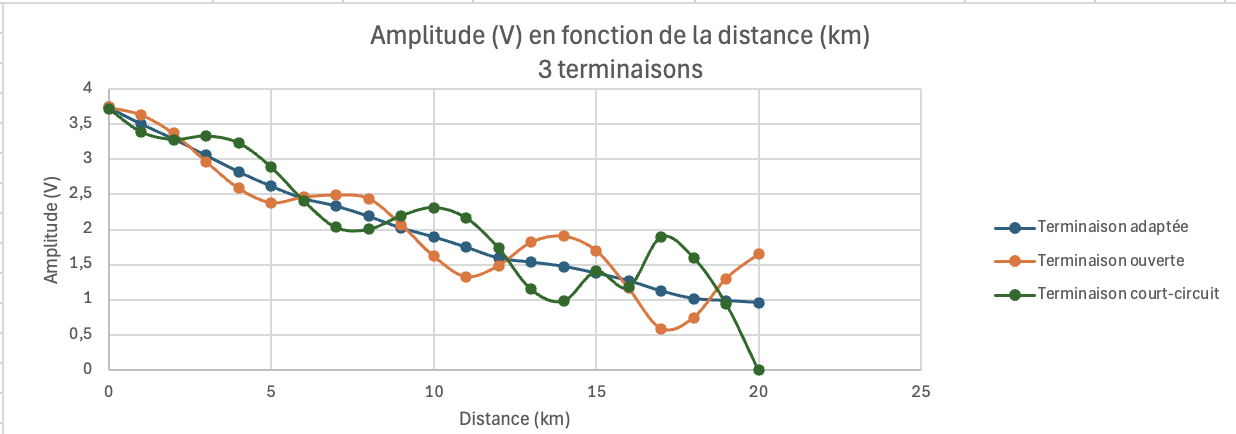 Amplitude (V) en fonction de la distance (km)
3 terminaisons
4
3,5
3
2,5
2
1,5
1
0,5
0
Amplitude (V)
0 5 10 15 20 25
Distance (km)
Terminaison adaptée
Terminaison ouverte
Terminaison court-circuit